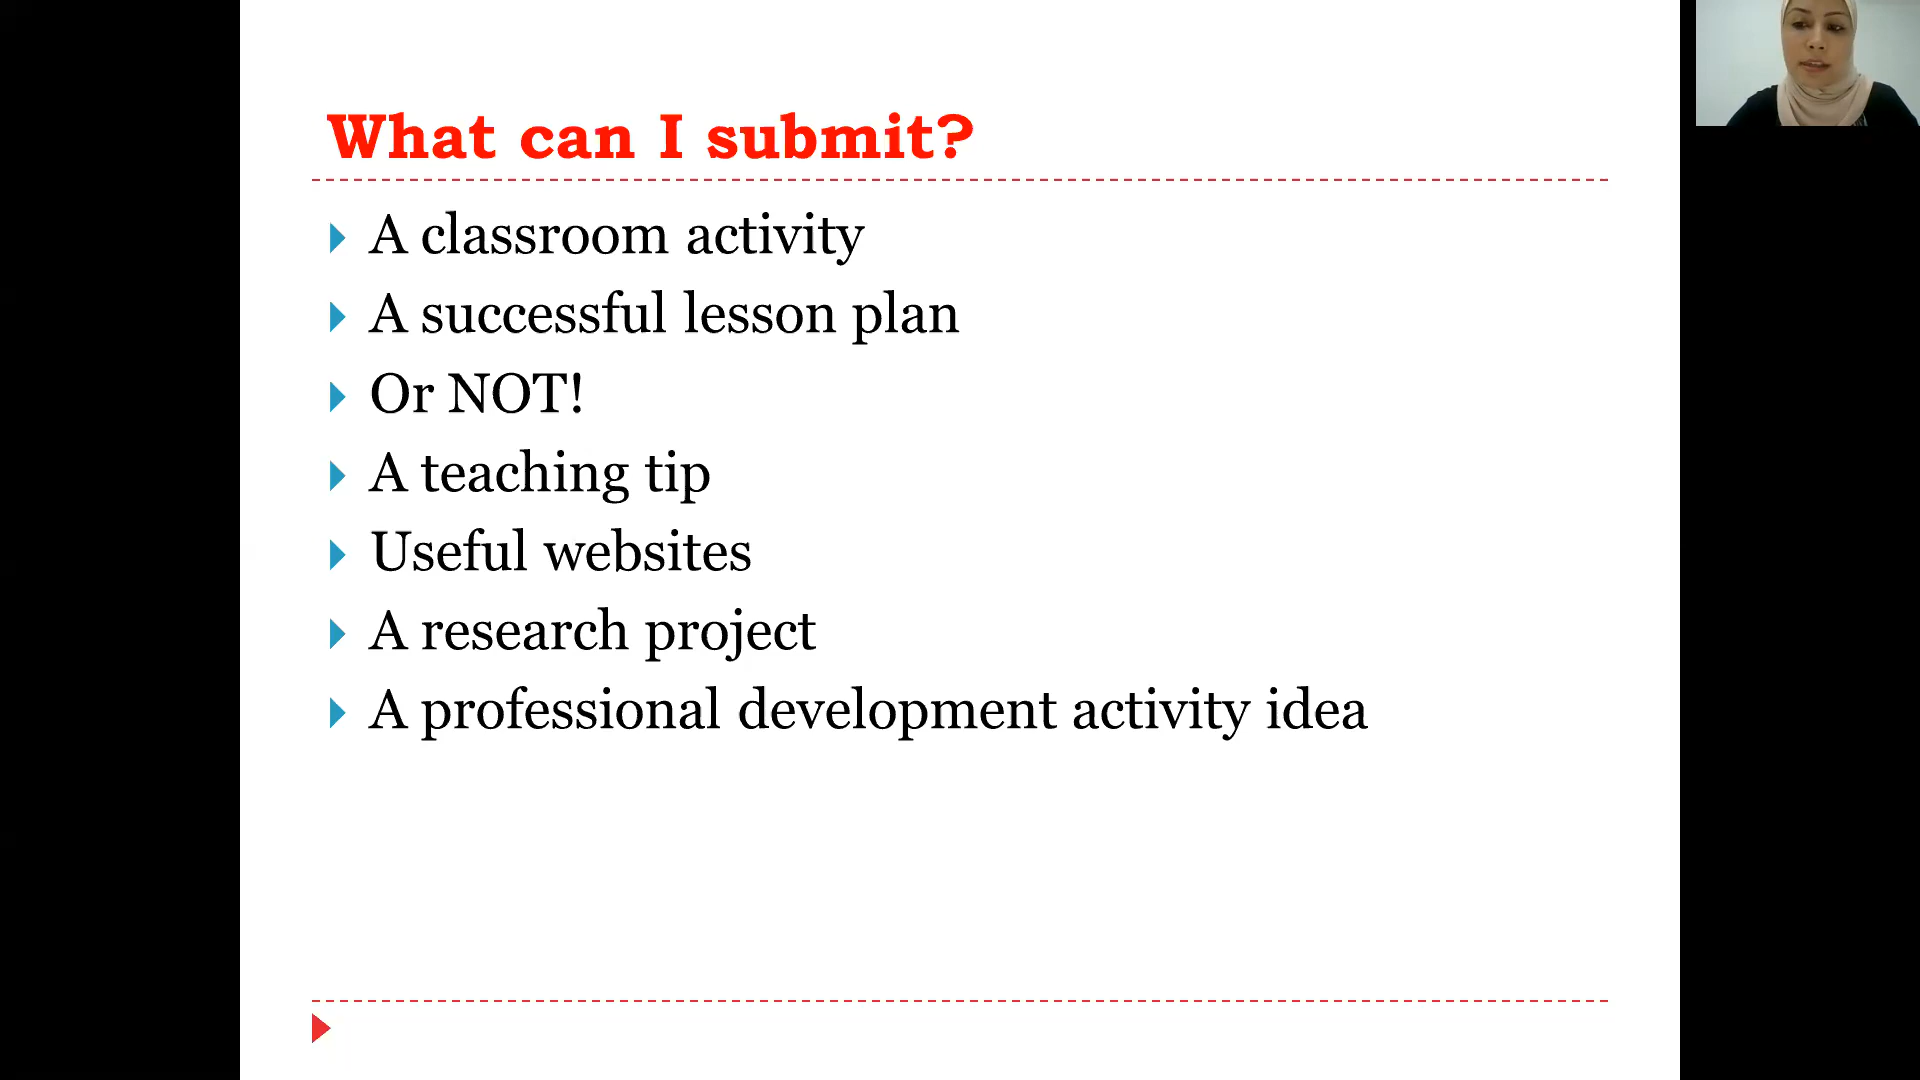 What can I submit?
A classroom activity
A successful lesson plan
Or NOT!
A teaching tip
Useful websites
A research project
A professional development activity idea